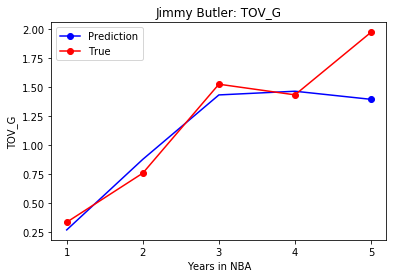 Jimmy Butler: TOV_G
Prediction
True
TOV_G
2.00
1.75
1.50
1.25
1.00
0.75
0.50
0.25
1 2 3 4 5
Years in NBA